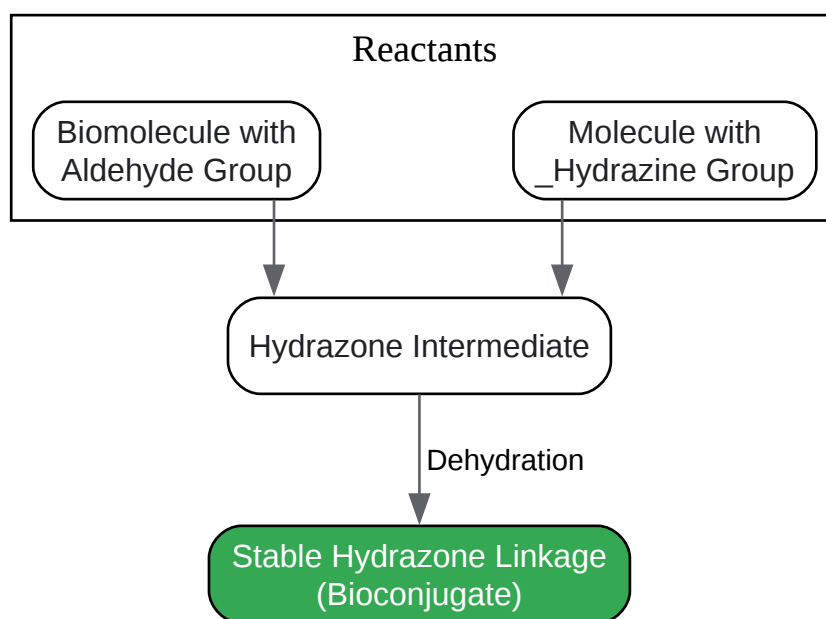 Reactants
Biomolecule with
Aldehyde Group
Molecule with
_Hydrazine Group
Hydrazone Intermediate
Dehydration
Stable Hydrazone Linkage
(Bioconjugate)